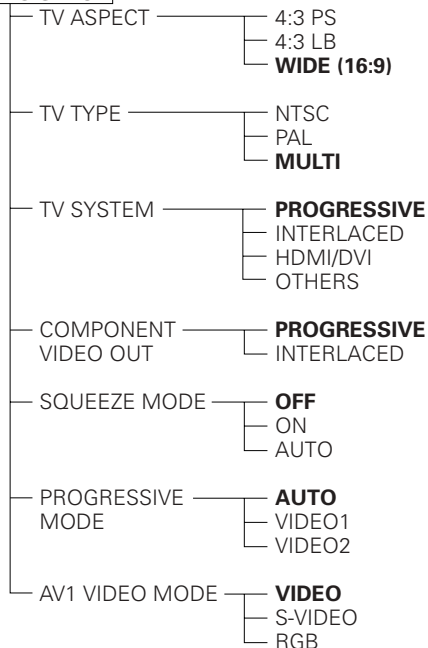 TV ASPECT
4:3 PS
4:3 LB
WIDE (16:9)
TV TYPE
NTSC
PAL
MULTI
TV SYSTEM
PROGRESSIVE
INTERLACED
HDMI/DVI
OTHERS
COMPONENT
VIDEO OUT
PROGRESSIVE
INTERLACED
SQUEEZE MODE
OFF
ON
AUTO
PROGRESSIVE
MODE
AUTO
VIDEO1
VIDEO2
AV1 VIDEO MODE
VIDEO
S-VIDEO
RGB